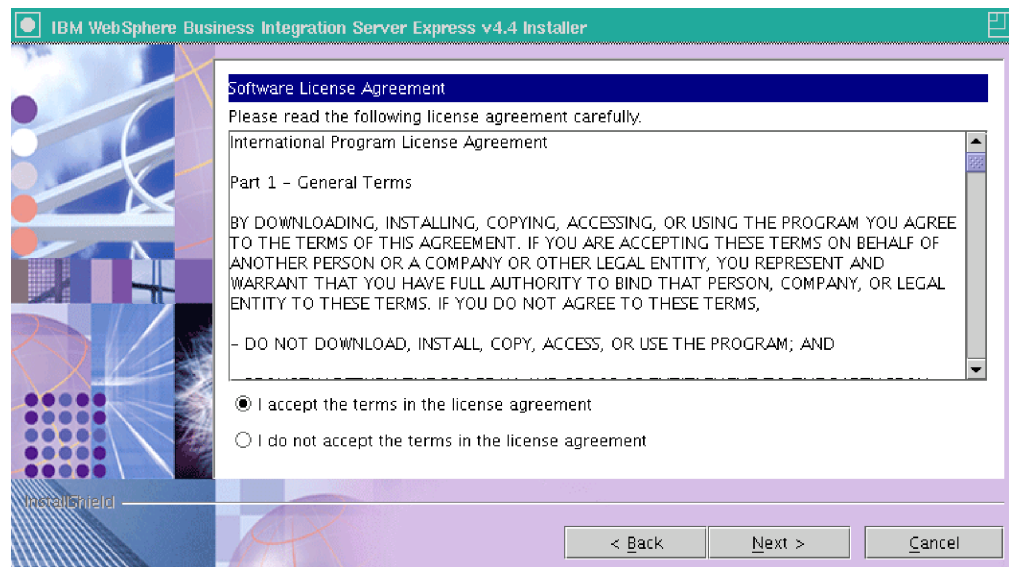 IBM WebSphere Business Integration Server Express v4.4 Installer
Software License Agreement
Please read the following license agreement carefully.
International Program License Agreement
Part 1 - General Terms
BY DOWNLOADING, INSTALLING, COPYING, ACCESSING, OR USING THE PROGRAM YOU AGREE
TO THE TERMS OF THIS AGREEMENT. IF YOU ARE ACCEPTING THESE TERMS ON BEHALF OF
ANOTHER PERSON OR A COMPANY OR OTHER LEGAL ENTITY, YOU REPRESENT AND
WARRANT THAT YOU HAVE FULL AUTHORITY TO BIND THAT PERSON, COMPANY, OR LEGAL
ENTITY TO THESE TERMS. IF YOU DO NOT AGREE TO THESE TERMS,
- DO NOT DOWNLOAD, INSTALL, COPY, ACCESS, OR USE THE PROGRAM; AND
I accept the terms in the license agreement
I do not accept the terms in the license agreement
InstallShield
< Back
Next >
Cancel